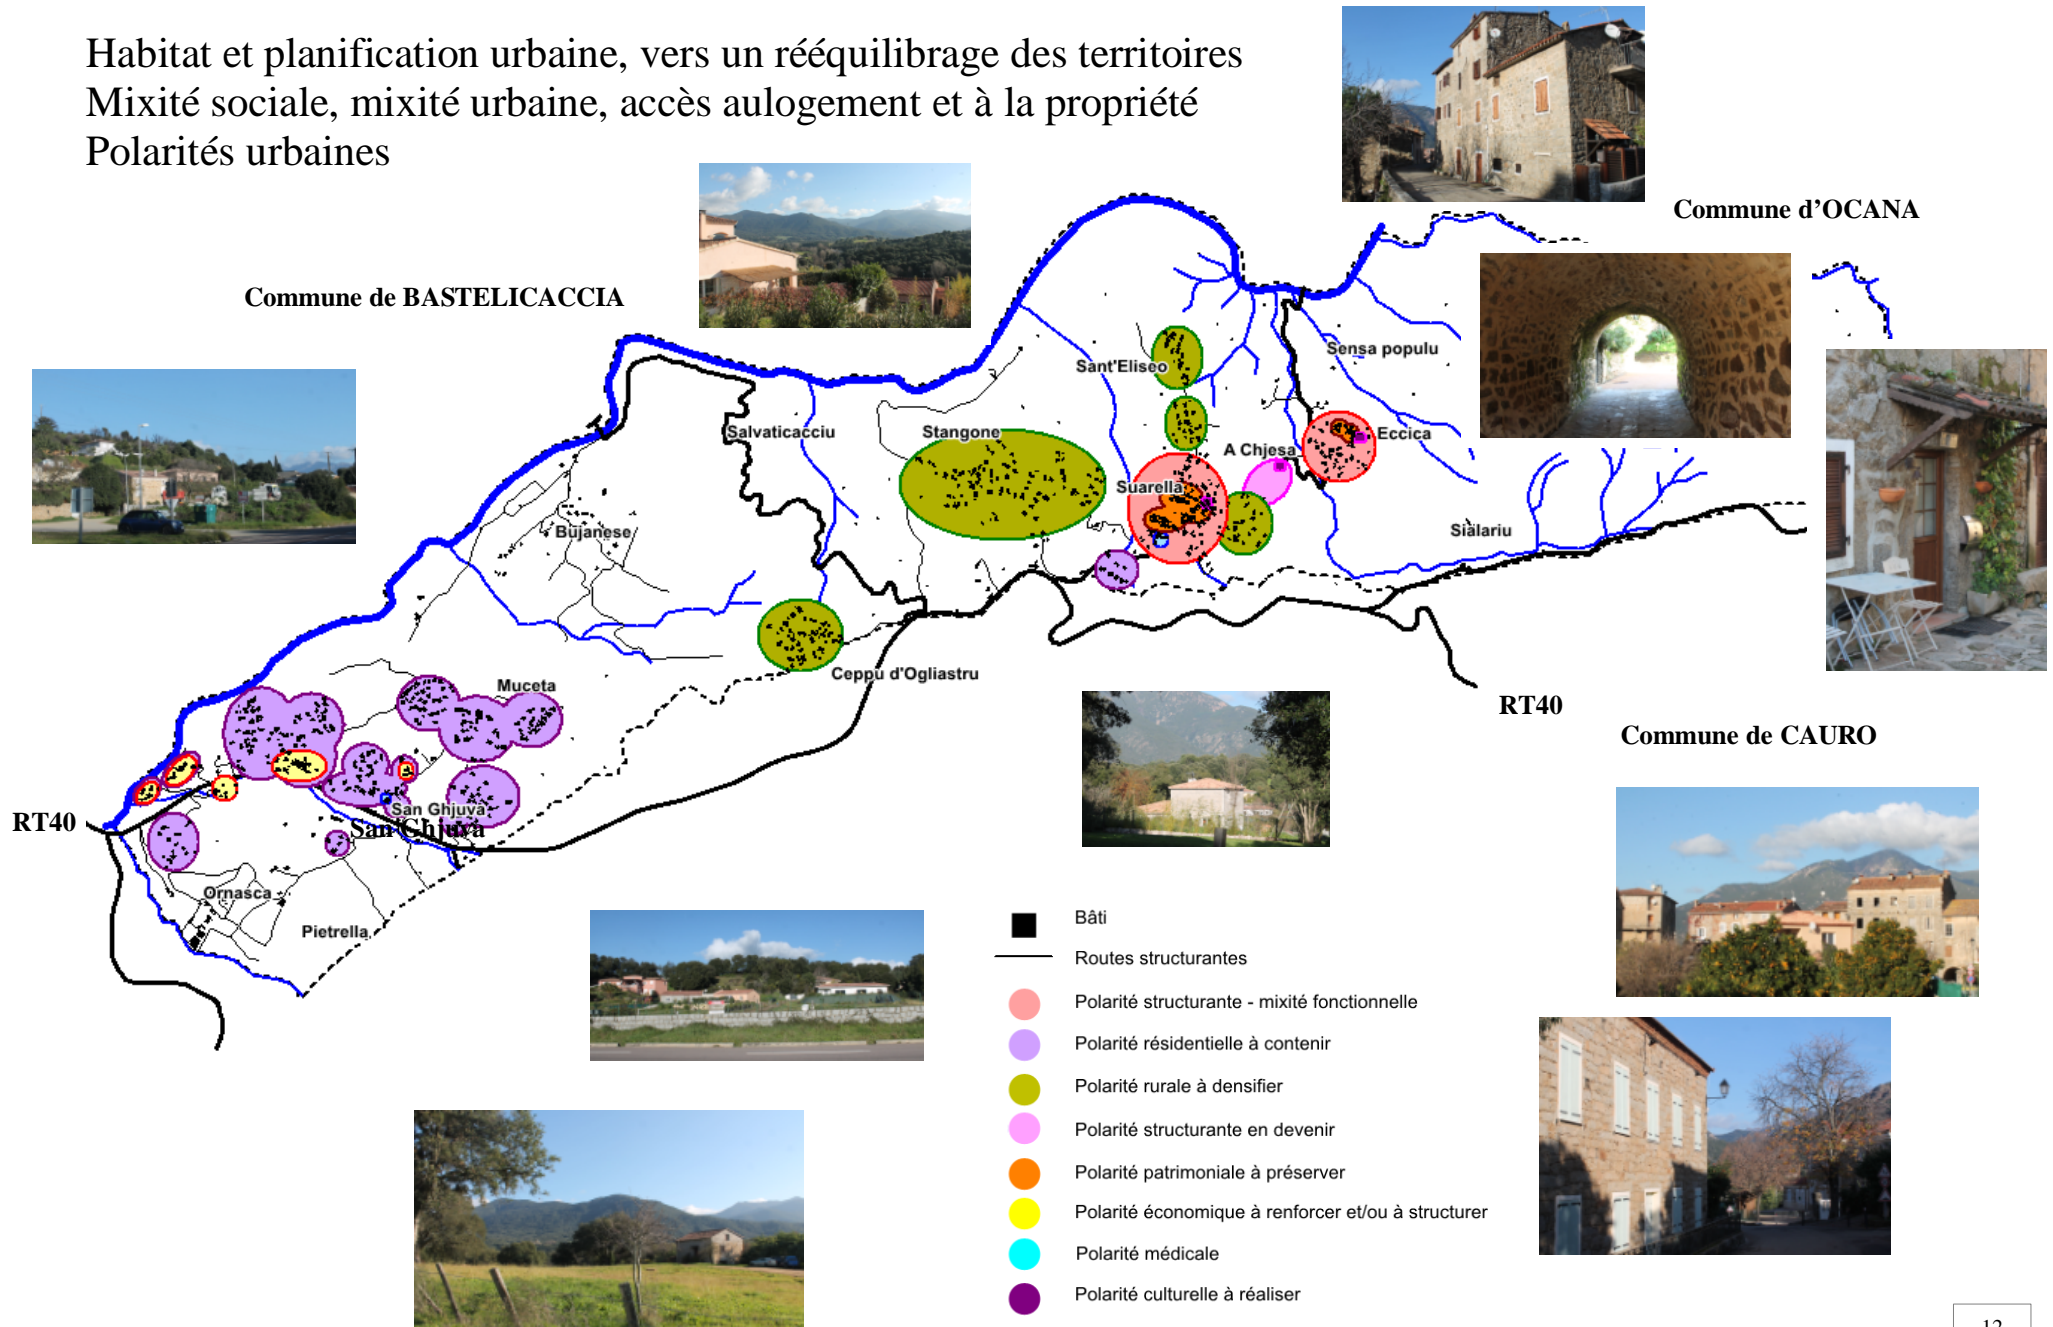 Habitat et planification urbaine, vers un rééquilibrage des territoires
Mixité sociale, mixité urbaine, accès aulogement et à la propriété
Polarités urbaines
Commune d’OCANA
Commune de BASTELICACCIA
Sensa populu
Sant'Eliseo
Salvaticacciu
Stangone
Eccica
A Chjesa
Suarella
Bujanese
Sialariu
Ceppu d'Ogliastru
Muceta
RT40
Commune de CAURO
San Ghjuva
RT40
San Ghjuva
Ornasca
Pietrella
Bâti
Routes structurantes
Polarité structurante - mixité fonctionnelle
Polarité résidentielle à contenir
Polarité rurale à densifier
Polarité structurante en devenir
Polarité patrimoniale à préserver
Polarité économique à renforcer et/ou à structurer
Polarité médicale
Polarité culturelle à réaliser
12